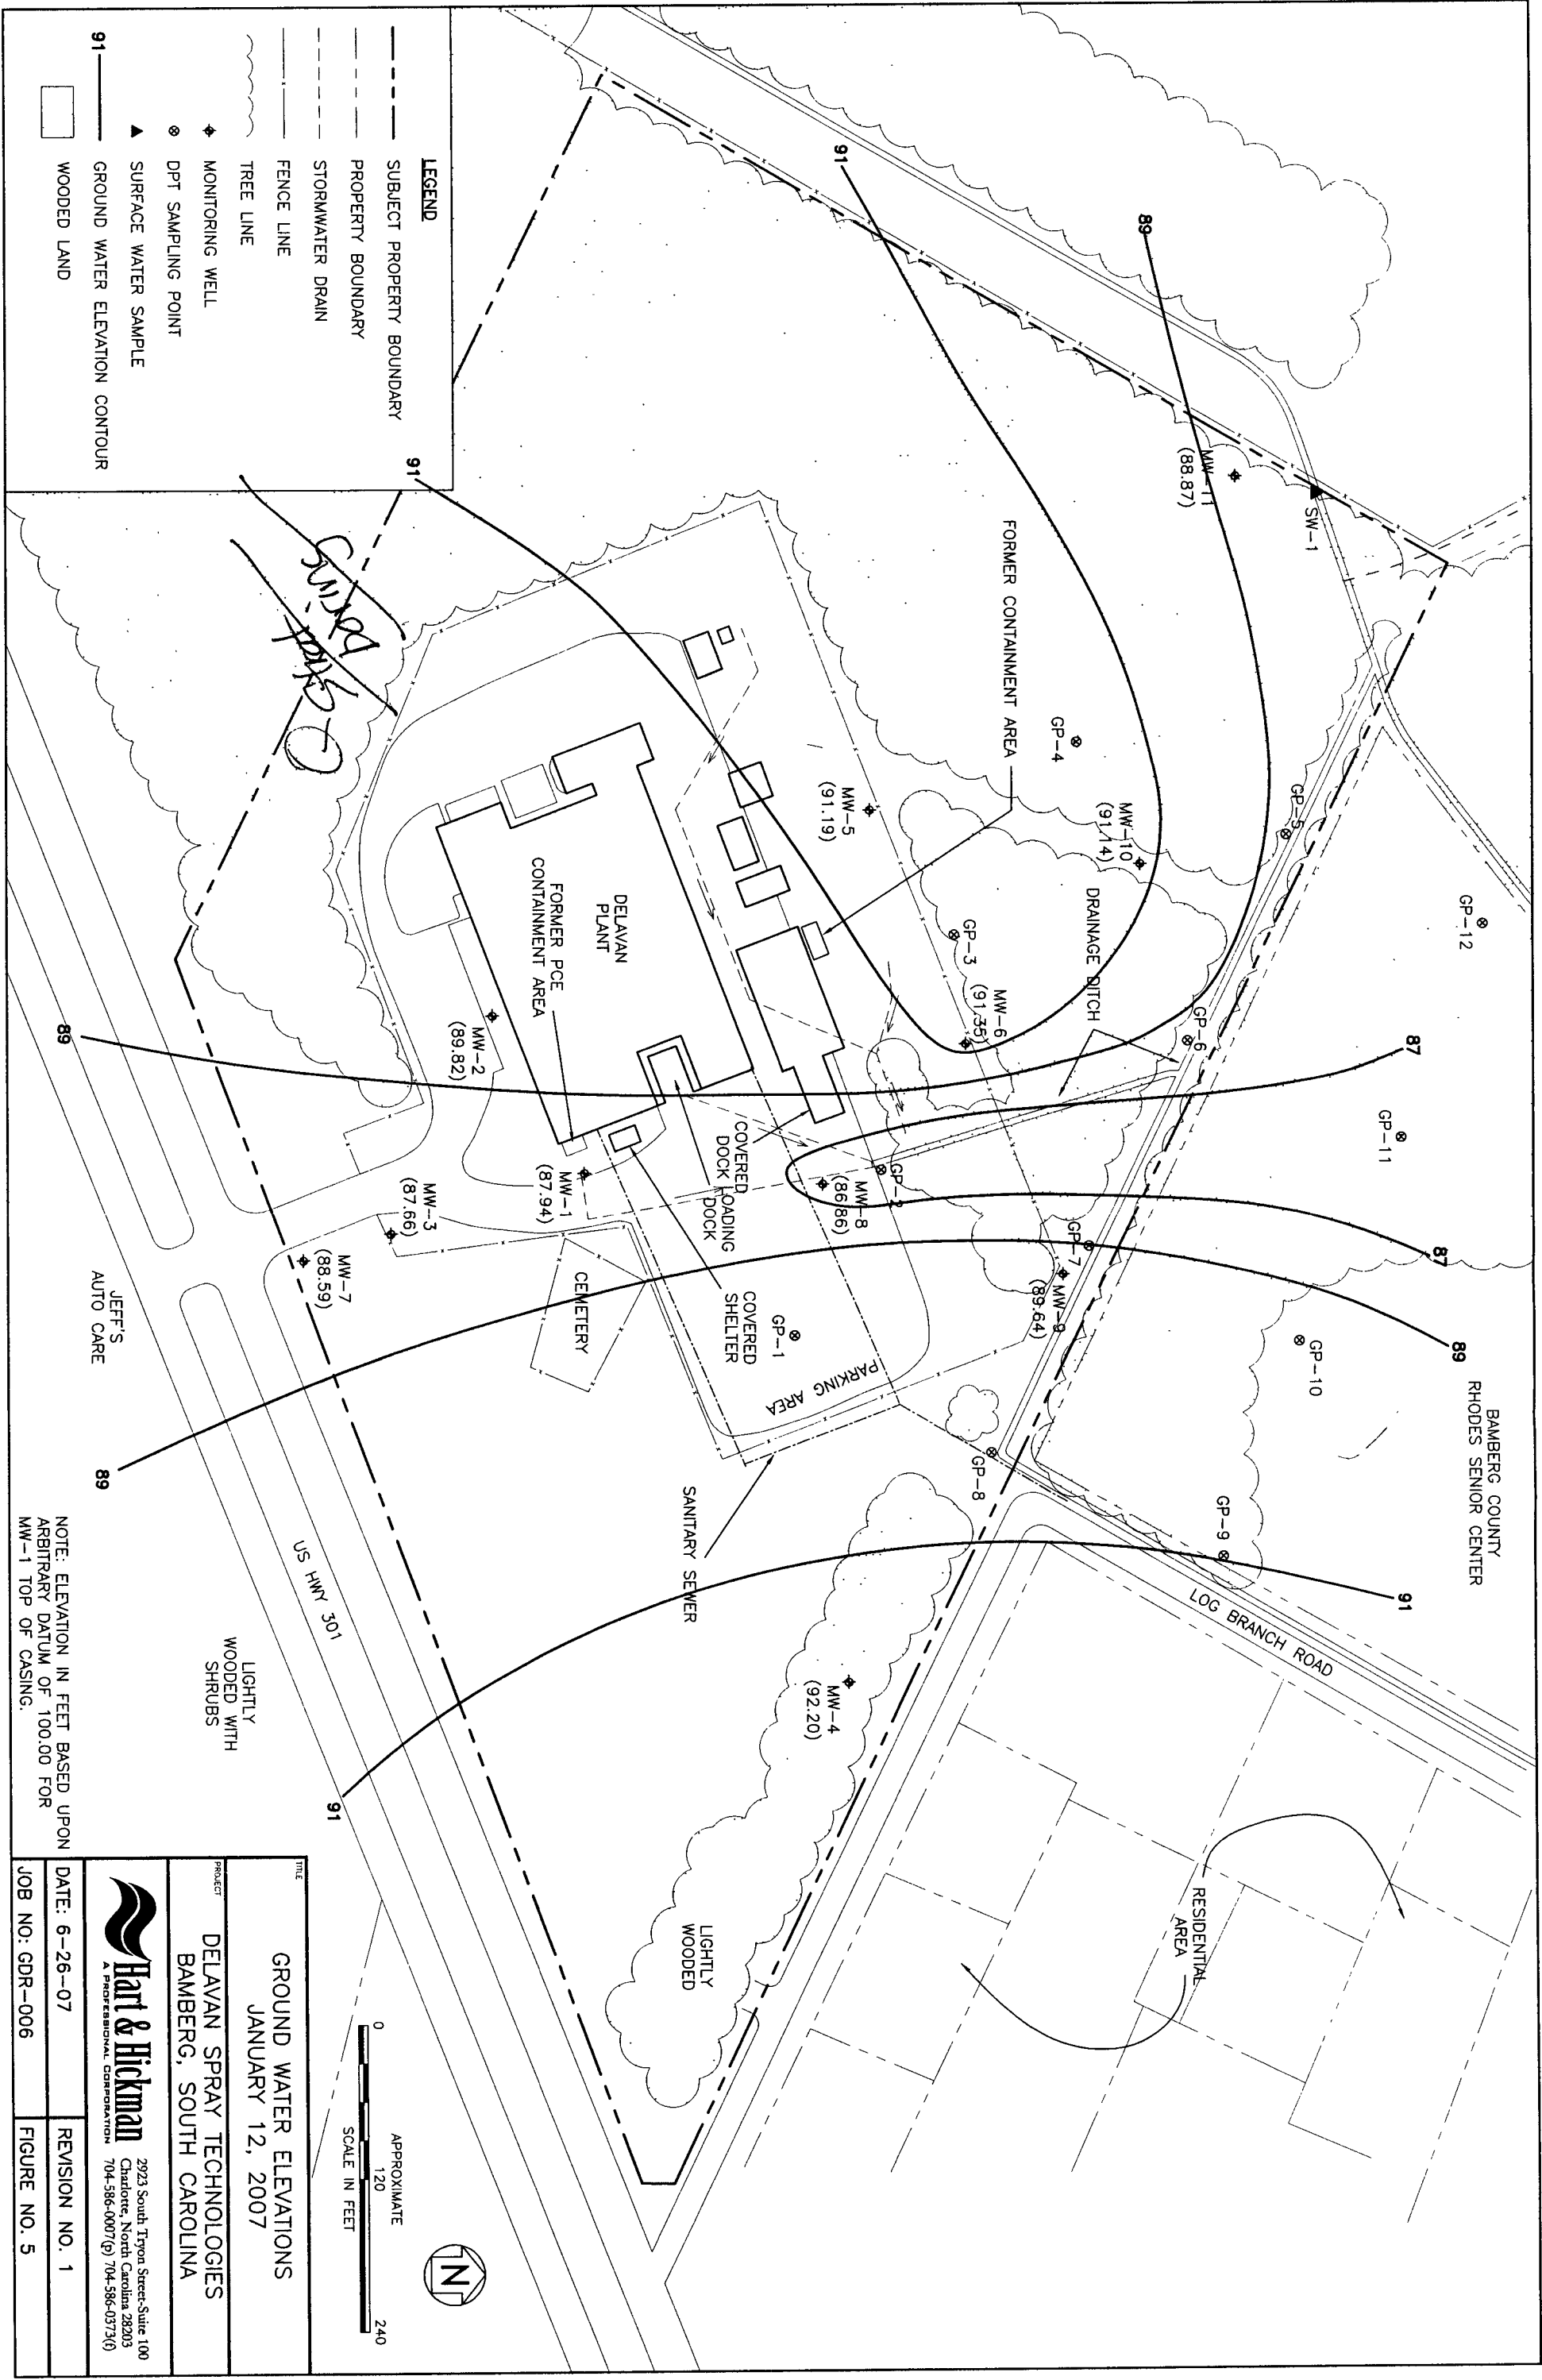 LEGEND
SUBJECT PROPERTY BOUNDARY
PROPERTY BOUNDARY
STORMWATER DRAIN
FENCE LINE
TREE LINE
MONITORING WELL
DPT SAMPLING POINT
SURFACE WATER SAMPLE
91
GROUND WATER ELEVATION CONTOUR
WOODED LAND
91
89
91
MW-11
(88.87)
SW-1
FORMER CONTAINMENT AREA
GP-4
GP-5
MW-5
(91.19)
MW-10
(91.14)
GP-12
GP-3
DRAINAGE DITCH
MW-6
(91.35)
GP-6
DELAVAN
PLANT
FORMER PCE
CONTAINMENT AREA
MW-2
(89.82)
89
87
GP-11
COVERED
DOCK
LOADING
DOCK
GP-2
MW-8
(86.86)
MW-1
(87.94)
MW-3
(87.66)
MW-7
(88.59)
87
GP-7
MW-9
(89.64)
COVERED
SHELTER
CEMETERY
GP-1
PARKING AREA
GP-10
89
BAMBERG COUNTY
RHODES SENIOR CENTER
JEFF'S
AUTO CARE
89
SANITARY SEWER
GP-8
GP-9
91
LOG BRANCH ROAD
US HWY 301
LIGHTLY
WOODED WITH
SHRUBS
MW-4
(92.20)
91
RESIDENTIAL
AREA
LIGHTLY
WOODED
NOTE: ELEVATION IN FEET BASED UPON
ARBITRARY DATUM OF 100.00 FOR
MW-1 TOP OF CASING.
APPROXIMATE
0 120 240
SCALE IN FEET
N
TITLE
GROUND WATER ELEVATIONS
JANUARY 12, 2007
PROJECT
DELAVAN SPRAY TECHNOLOGIES
BAMBERG, SOUTH CAROLINA
Hart & Hickman
A PROFESSIONAL CORPORATION
2923 South Tryon Street-Suite 100
Charlotte, North Carolina 28203
704-586-0007(p) 704-586-0373(f)
DATE: 6-26-07
REVISION NO. 1
JOB NO: GDR-006
FIGURE NO. 5